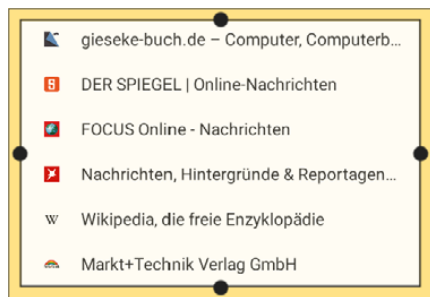 gieseke-buch.de – Computer, Computerb...
DER SPIEGEL | Online-Nachrichten
FOCUS Online - Nachrichten
Nachrichten, Hintergründe & Reportagen...
W Wikipedia, die freie Enzyklopädie
Markt+Technik Verlag GmbH